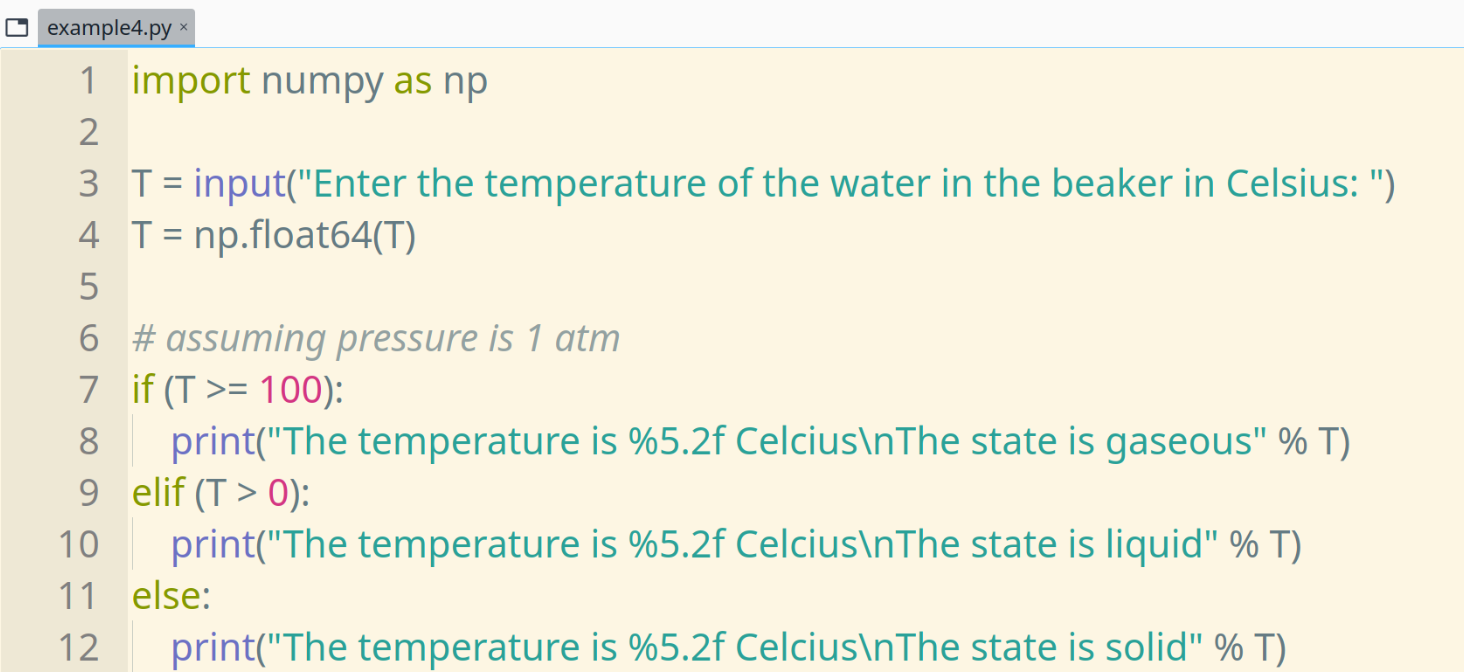 example4.py ×
1 import numpy as np
2
3 T = input("Enter the temperature of the water in the beaker in Celsius: ")
4 T = np.float64(T)
5
6 # assuming pressure is 1 atm
7 if (T >= 100):
8     print("The temperature is %5.2f Celcius\nThe state is gaseous" % T)
9 elif (T > 0):
10     print("The temperature is %5.2f Celcius\nThe state is liquid" % T)
11 else:
12     print("The temperature is %5.2f Celcius\nThe state is solid" % T)